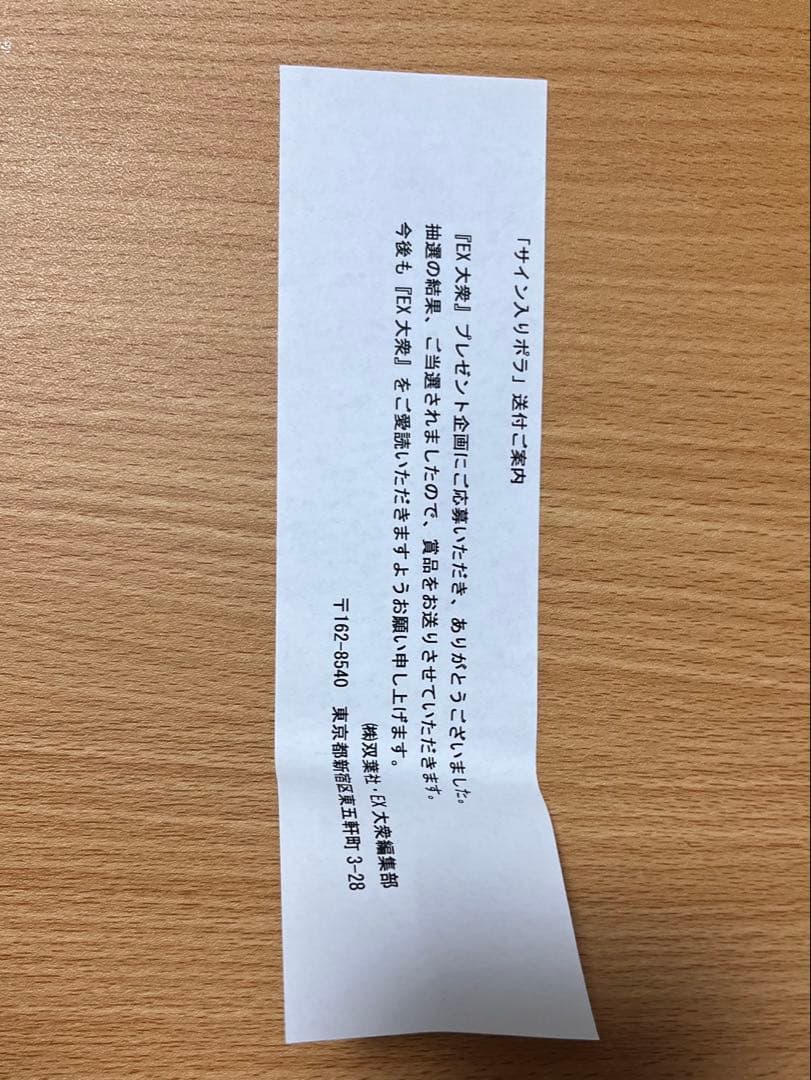 「サイン入りポラ」送付ご案内
『EX大衆』プレゼント企画にご応募いただき、ありがとうございました。
抽選の結果、ご当選されましたので、賞品をお送りさせていただきます。
今後も『EX大衆』をご愛読いただきますようお願い申し上げます。
㈱双葉社・EX大衆編集部
〒162-8540　東京都新宿区東五軒町3-28